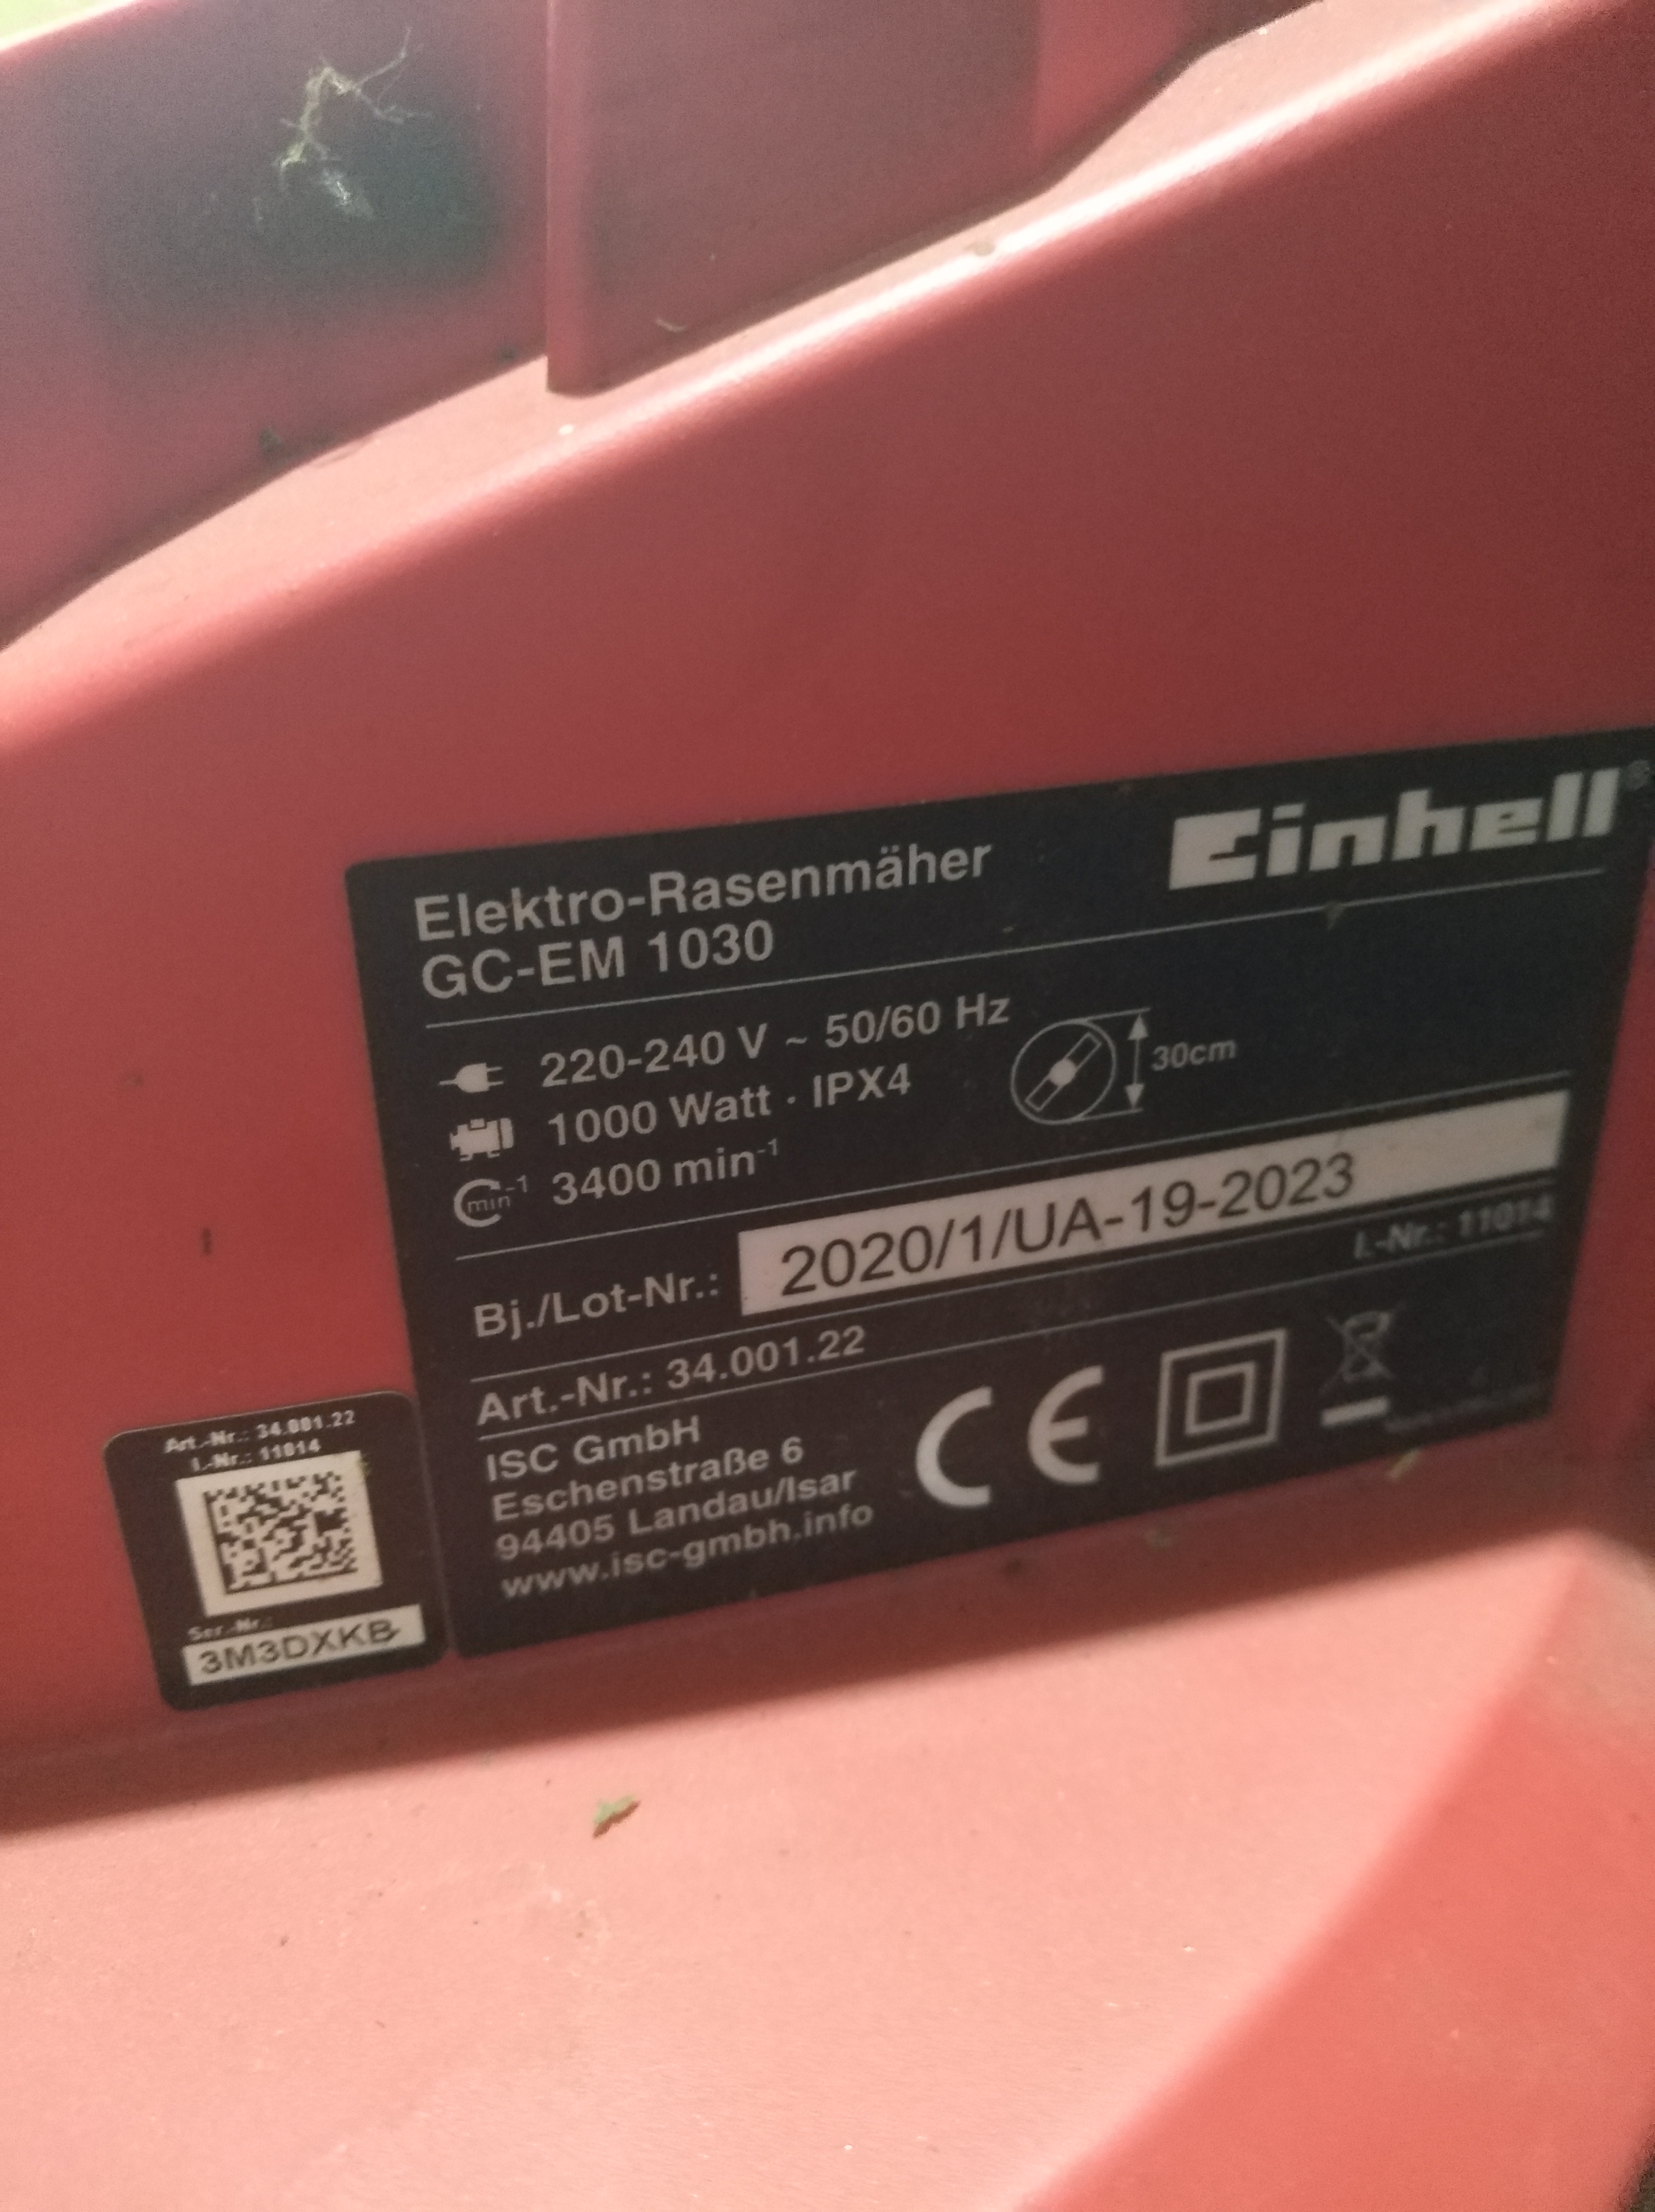 Einhell®
Elektro-Rasenmäher
GC-EM 1030
220-240 V ~ 50/60 Hz
1000 Watt · IPX4
30cm
min⁻¹ 3400 min⁻¹
Bj./Lot-Nr.: 2020/1/UA-19-2023
Art.-Nr.: 34.001.22 I.-Nr.: 11014
ISC GmbH
Eschenstraße 6
94405 Landau/Isar
www.isc-gmbh.info
CE
Art.-Nr.: 34.001.22
I.-Nr.: 11014
Ser.-Nr.:
3M3DXKB